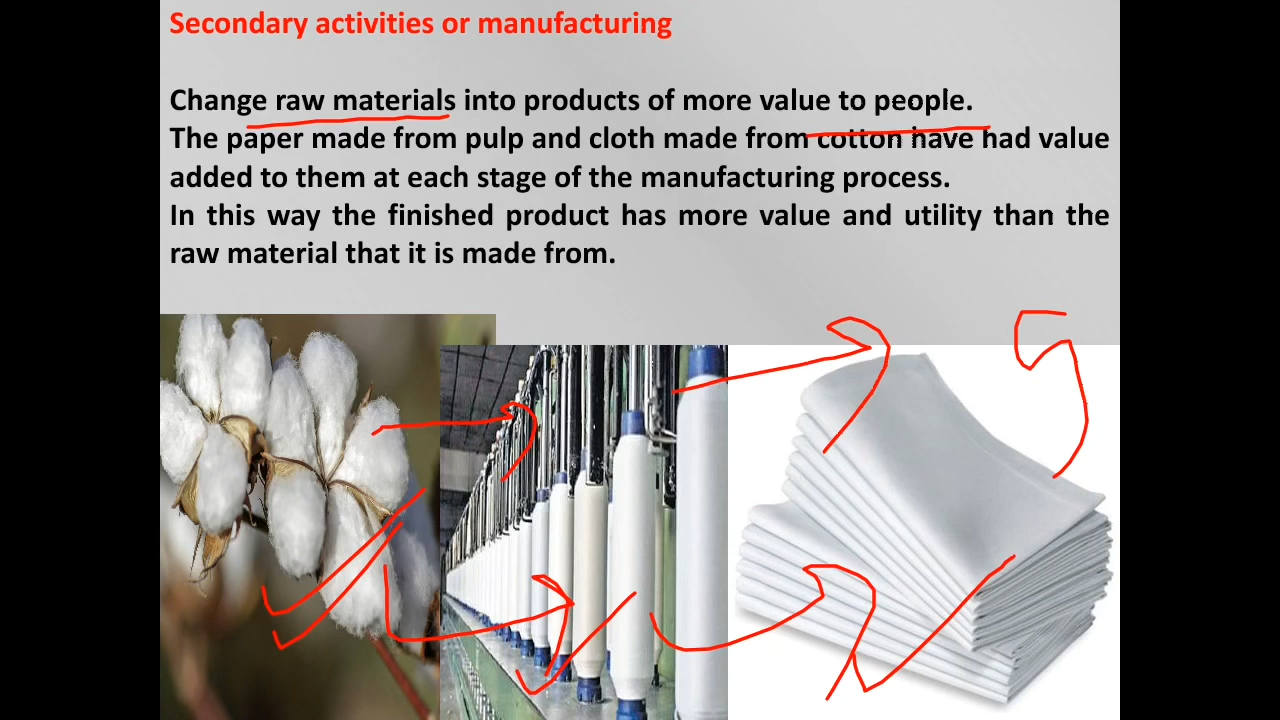 Secondary activities or manufacturing
Change raw materials into products of more value to people.
The paper made from pulp and cloth made from cotton have had value
added to them at each stage of the manufacturing process.
In this way the finished product has more value and utility than the
raw material that it is made from.